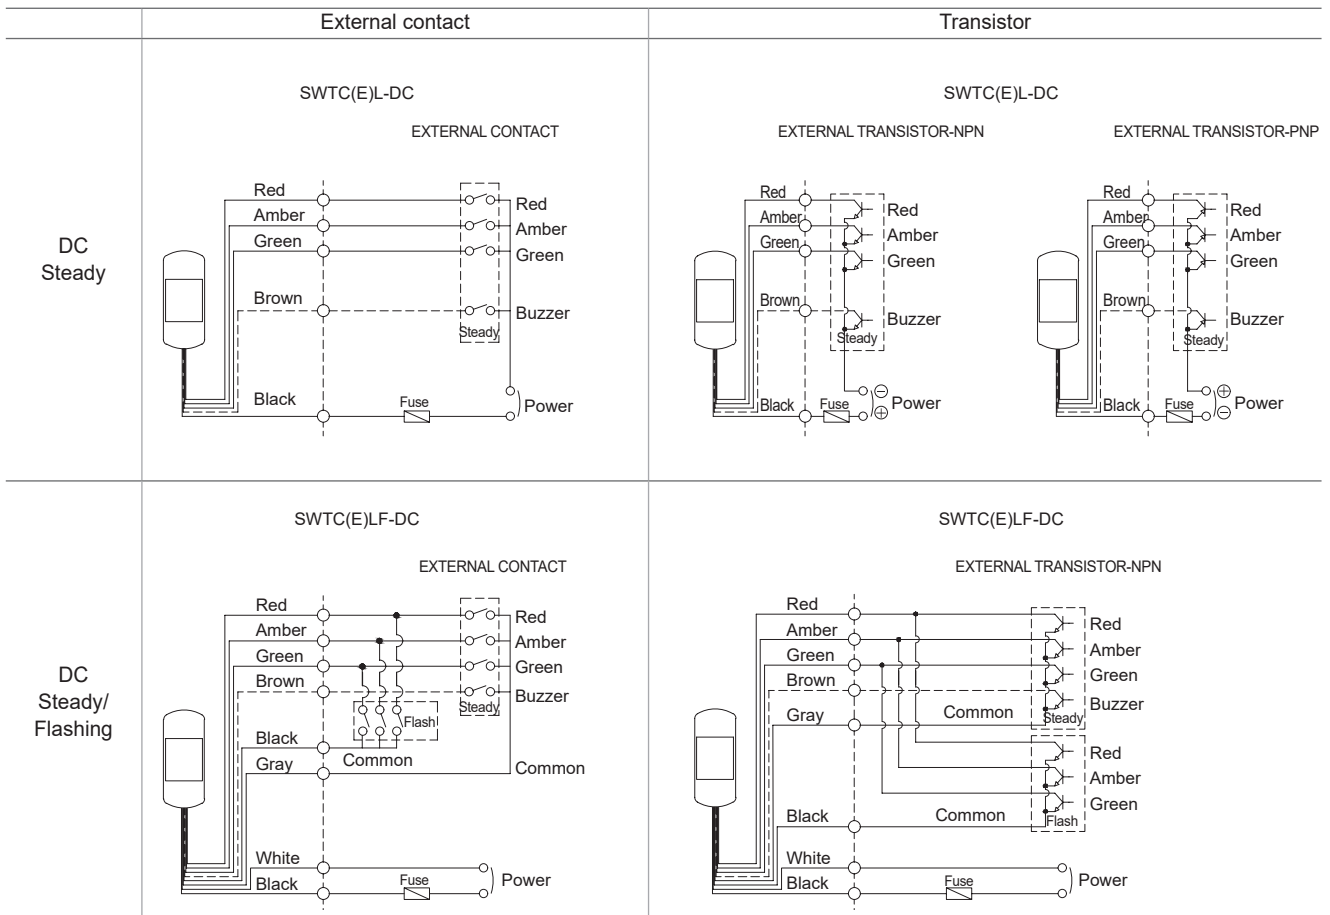 External contact
Transistor
DC
Steady
SWTC(E)L-DC
EXTERNAL CONTACT
Red
Amber
Green
Brown
Black
Red
Amber
Green
Buzzer
Steady
Fuse
Power
SWTC(E)L-DC
EXTERNAL TRANSISTOR-NPN
Red
Amber
Green
Brown
Black
Red
Amber
Green
Buzzer
Steady
Fuse
⊖
⊕
Power
EXTERNAL TRANSISTOR-PNP
Red
Amber
Green
Brown
Black
Red
Amber
Green
Buzzer
Steady
Fuse
⊕
⊖
Power
DC
Steady/
Flashing
SWTC(E)LF-DC
EXTERNAL CONTACT
Red
Amber
Green
Brown
Black
Gray
White
Black
Red
Amber
Green
Buzzer
Steady
Flash
Common
Common
Fuse
Power
SWTC(E)LF-DC
EXTERNAL TRANSISTOR-NPN
Red
Amber
Green
Brown
Gray
Common
Red
Amber
Green
Buzzer
Steady
Red
Amber
Green
Flash
Black
Common
White
Black
Fuse
Power